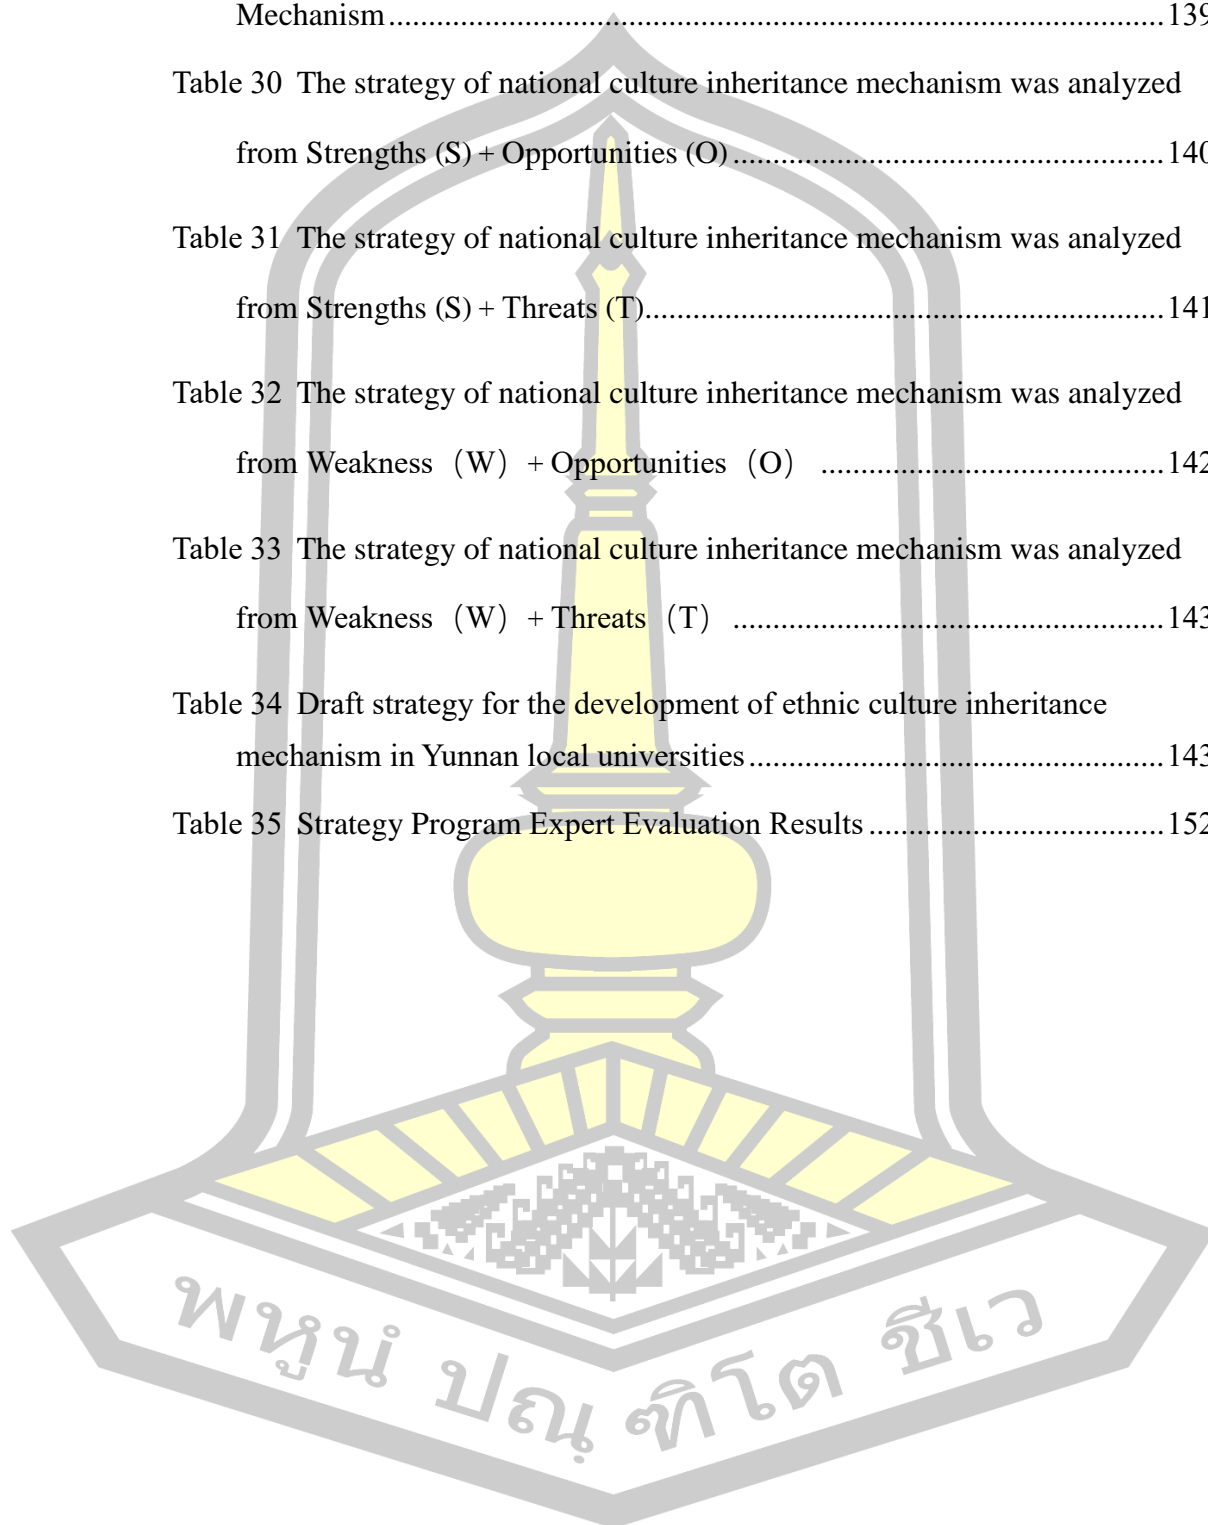 Mechanism.......................................................................................................139
Table 30 The strategy of national culture inheritance mechanism was analyzed
from Strengths (S) + Opportunities (O)........................................................140
Table 31 The strategy of national culture inheritance mechanism was analyzed
from Strengths (S) + Threats (T)...................................................................141
Table 32 The strategy of national culture inheritance mechanism was analyzed
from Weakness（W）+ Opportunities（O） ............................................142
Table 33 The strategy of national culture inheritance mechanism was analyzed
from Weakness（W）+ Threats（T） .......................................................143
Table 34 Draft strategy for the development of ethnic culture inheritance
mechanism in Yunnan local universities......................................................143
Table 35 Strategy Program Expert Evaluation Results......................................152
พหูนํ ปณฺฑิโต ชีเว